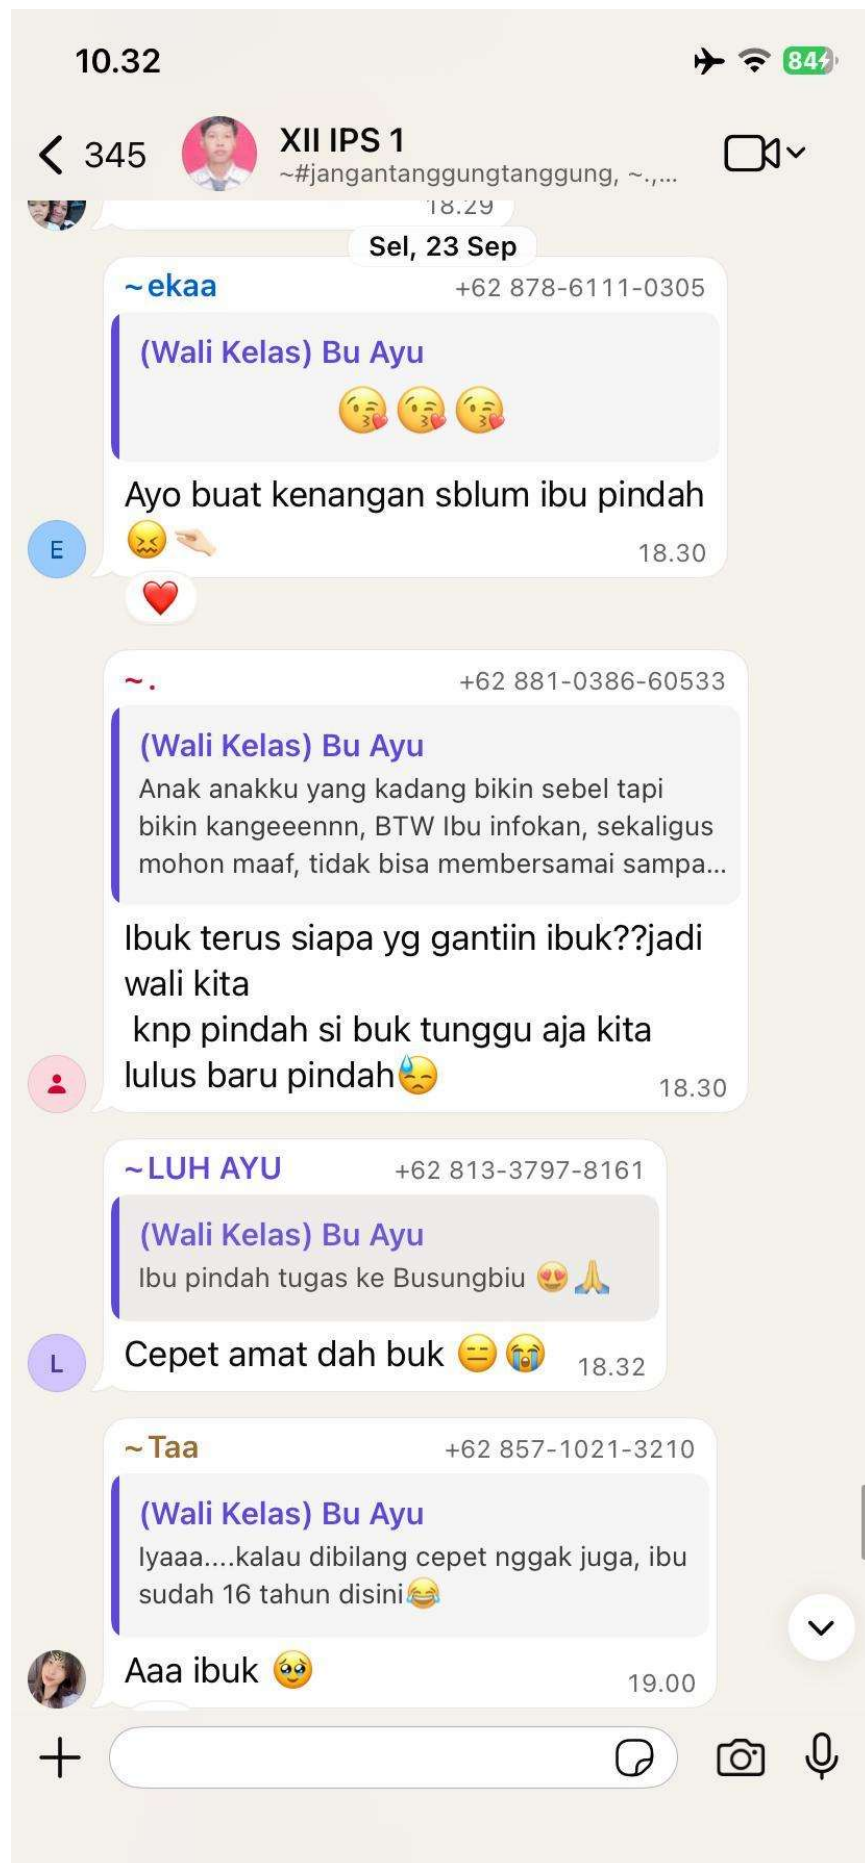 10.32
84
345
XII IPS 1
~#jangantanggungtanggung, ~.,...
18.29
Sel, 23 Sep
~ekaa +62 878-6111-0305
(Wali Kelas) Bu Ayu
😘😘😘
Ayo buat kenangan sblum ibu pindah
😖🤏🏻 18.30
E
❤️
~. +62 881-0386-60533
(Wali Kelas) Bu Ayu
Anak anakku yang kadang bikin sebel tapi
bikin kangeeennn, BTW Ibu infokan, sekaligus
mohon maaf, tidak bisa membersamai sampa...
Ibuk terus siapa yg gantiin ibuk??jadi
wali kita
knp pindah si buk tunggu aja kita
lulus baru pindah😓 18.30
~LUH AYU +62 813-3797-8161
(Wali Kelas) Bu Ayu
Ibu pindah tugas ke Busungbiu 😍🙏
Cepet amat dah buk 😑😭 18.32
L
~Taa +62 857-1021-3210
(Wali Kelas) Bu Ayu
Iyaaa....kalau dibilang cepet nggak juga, ibu
sudah 16 tahun disini😂
Aaa ibuk 🥹 19.00